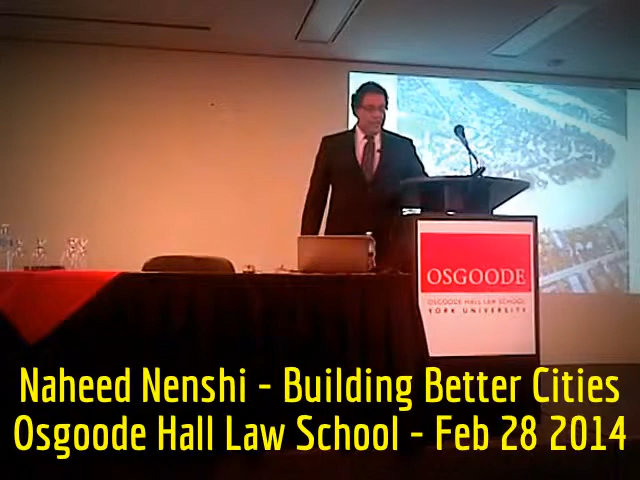 OSGOODE
OSGOODE HALL LAW SCHOOL
YORK UNIVERSITY
Naheed Nenshi - Building Better Cities
Osgoode Hall Law School - Feb 28 2014